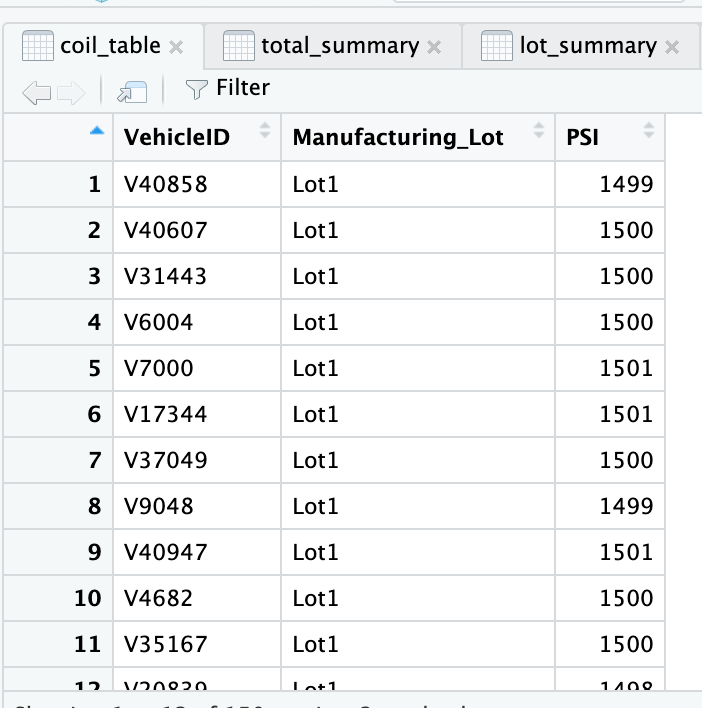 coil_table total_summary lot_summary
Filter
VehicleID Manufacturing_Lot PSI
1 V40858 Lot1 1499
2 V40607 Lot1 1500
3 V31443 Lot1 1500
4 V6004 Lot1 1500
5 V7000 Lot1 1501
6 V17344 Lot1 1501
7 V37049 Lot1 1500
8 V9048 Lot1 1499
9 V40947 Lot1 1501
10 V4682 Lot1 1500
11 V35167 Lot1 1500
12 V20839 Lot1 1498